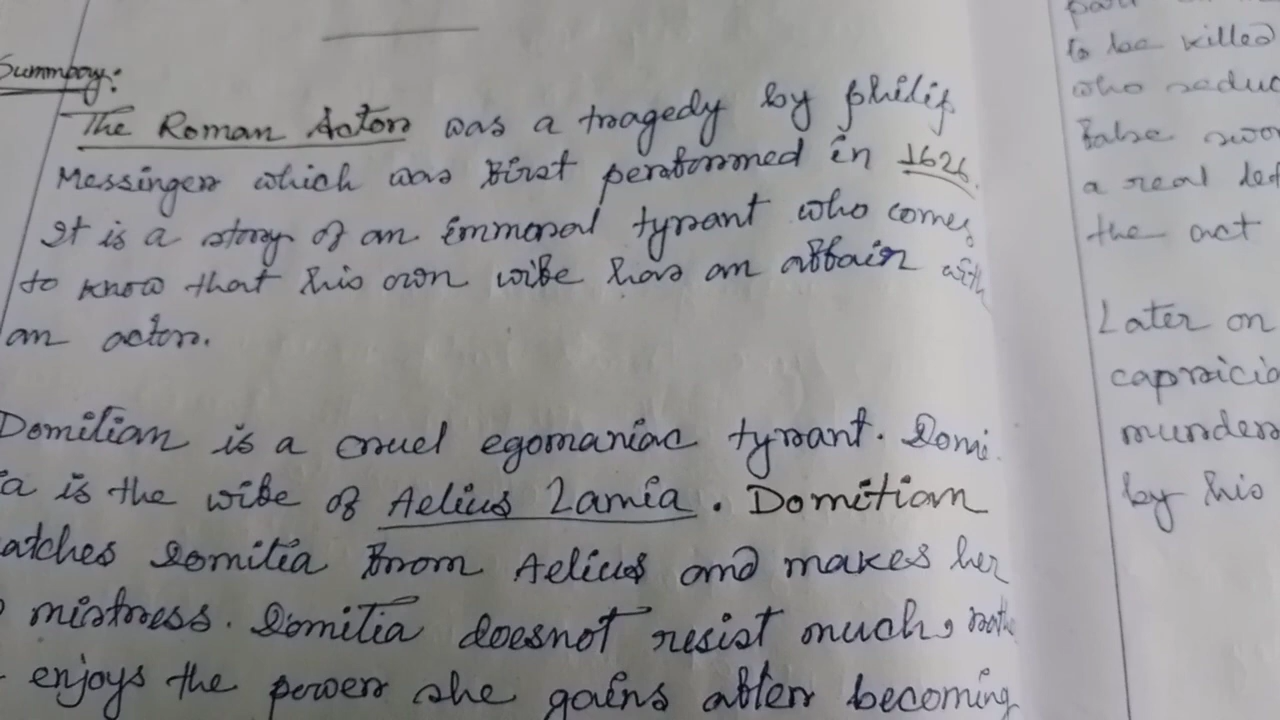 Summary:
The Roman Actor was a tragedy by Philip
Messinger which was first performed in 1626.
It is a story of an immoral tyrant who comes
to know that his own wife has an affair with
an actor.
Domitian is a cruel egomaniac tyrant. Domi-
ia is the wife of Aelius Lamia. Domitian
atches Domitia from Aelius and makes her
mistress. Domitia doesnot resist much,
enjoys the power she gains after becoming
to be killed
who seduc
false
a real
the act
Later on
capricio
murders
by his